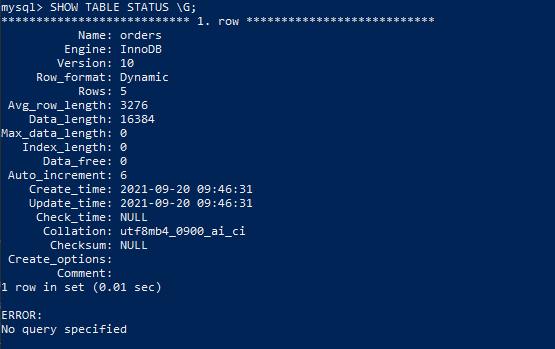 mysql> SHOW TABLE STATUS \G;
*************************** 1. row ***************************
Name: orders
Engine: InnoDB
Version: 10
Row_format: Dynamic
Rows: 5
Avg_row_length: 3276
Data_length: 16384
Max_data_length: 0
Index_length: 0
Data_free: 0
Auto_increment: 6
Create_time: 2021-09-20 09:46:31
Update_time: 2021-09-20 09:46:31
Check_time: NULL
Collation: utf8mb4_0900_ai_ci
Checksum: NULL
Create_options:
Comment:
1 row in set (0.01 sec)
ERROR:
No query specified